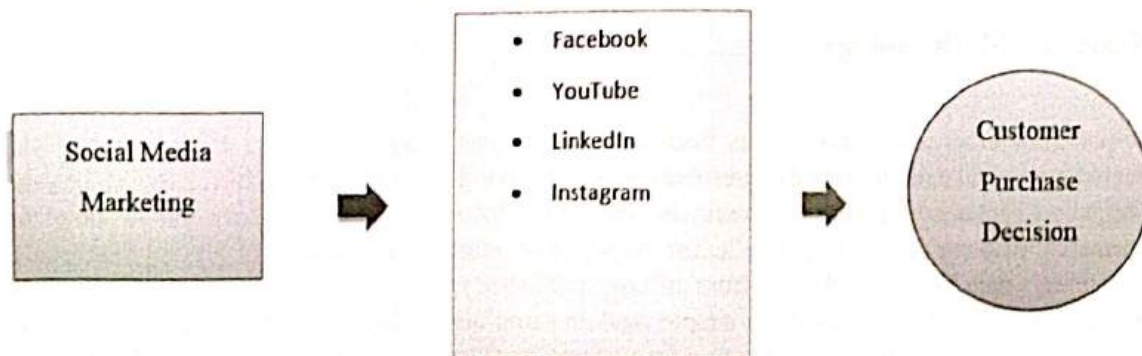 • Facebook
• YouTube
• LinkedIn
• Instagram
Social Media
Marketing
Customer
Purchase
Decision